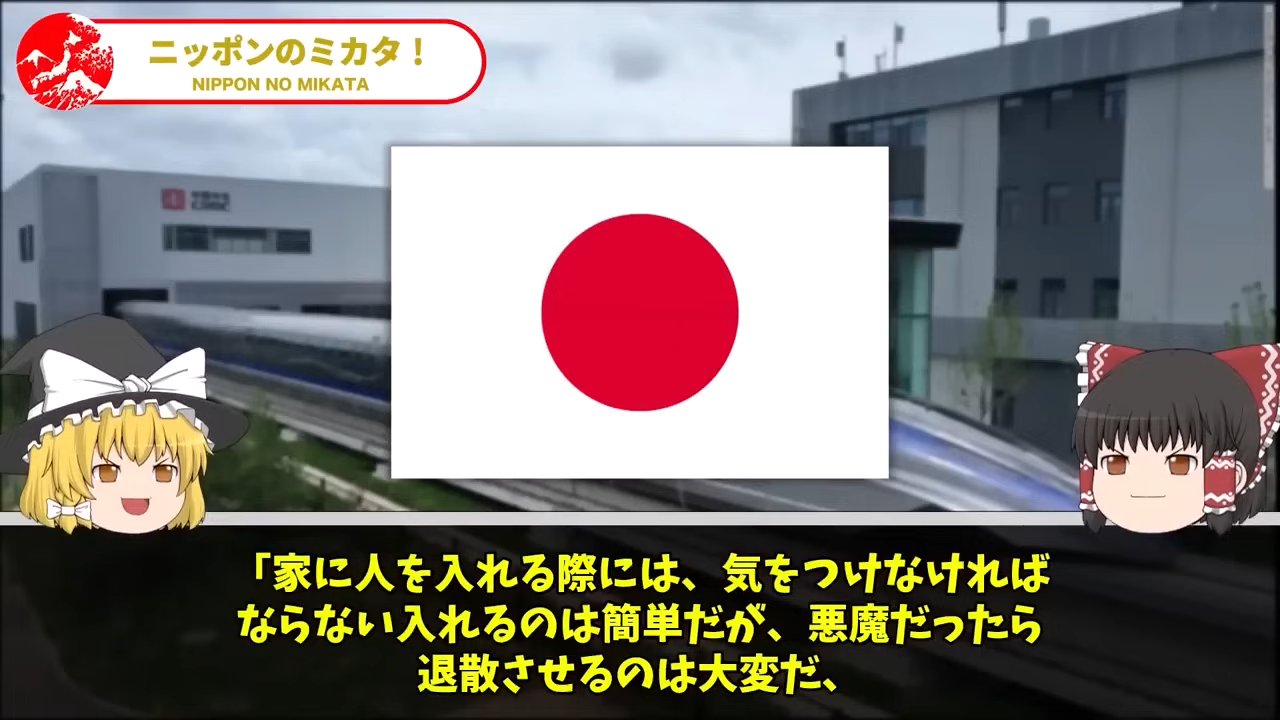 ニッポンのミカタ！
NIPPON NO MIKATA
「家に人を入れる際には、気をつけなければ
ならない入れるのは簡単だが、悪魔だったら
退散させるのは大変だ、